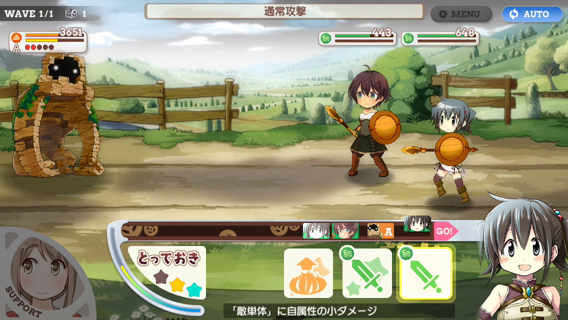 WAVE 1/1
1
通常攻撃
MENU
AUTO
3651
A
443
648
A
GO!
とっておき
SUPPORT
「敵単体」に自属性の小ダメージ